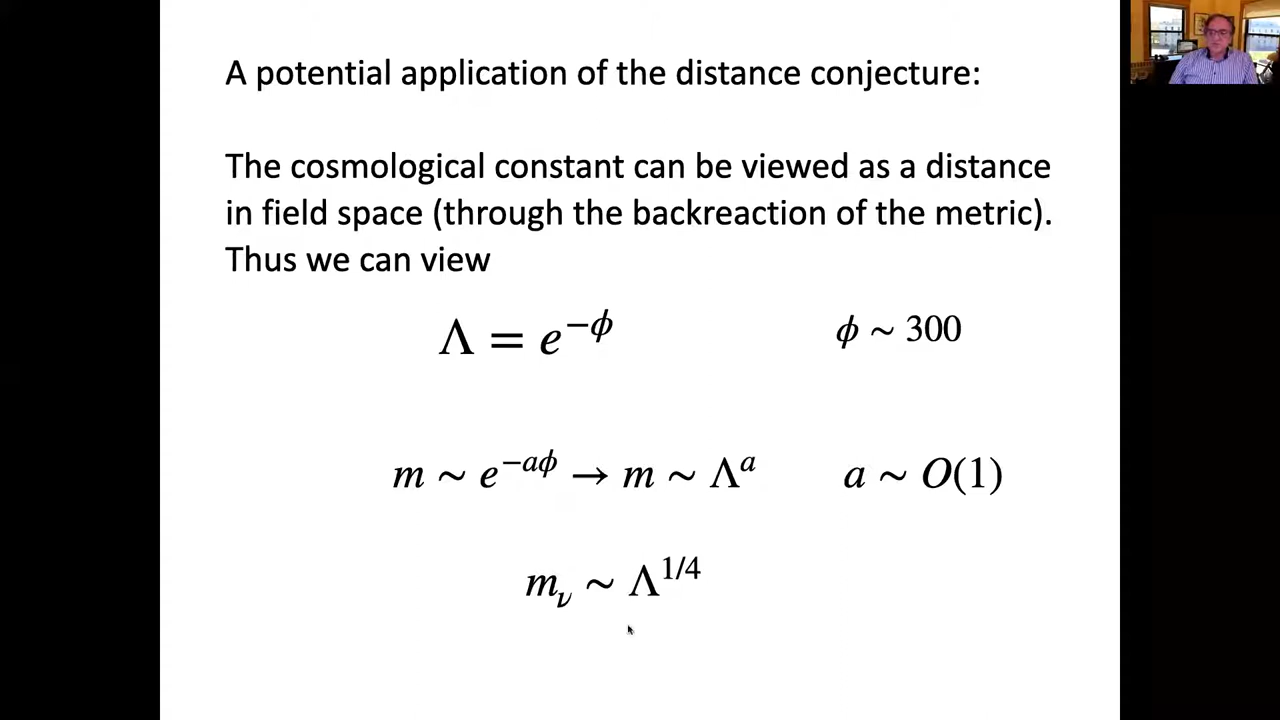 A potential application of the distance conjecture:
The cosmological constant can be viewed as a distance
in field space (through the backreaction of the metric).
Thus we can view
Λ = e^{−ϕ} ϕ ∼ 300
m ∼ e^{−aϕ} → m ∼ Λ^a a ∼ O(1)
m_ν ∼ Λ^{1/4}